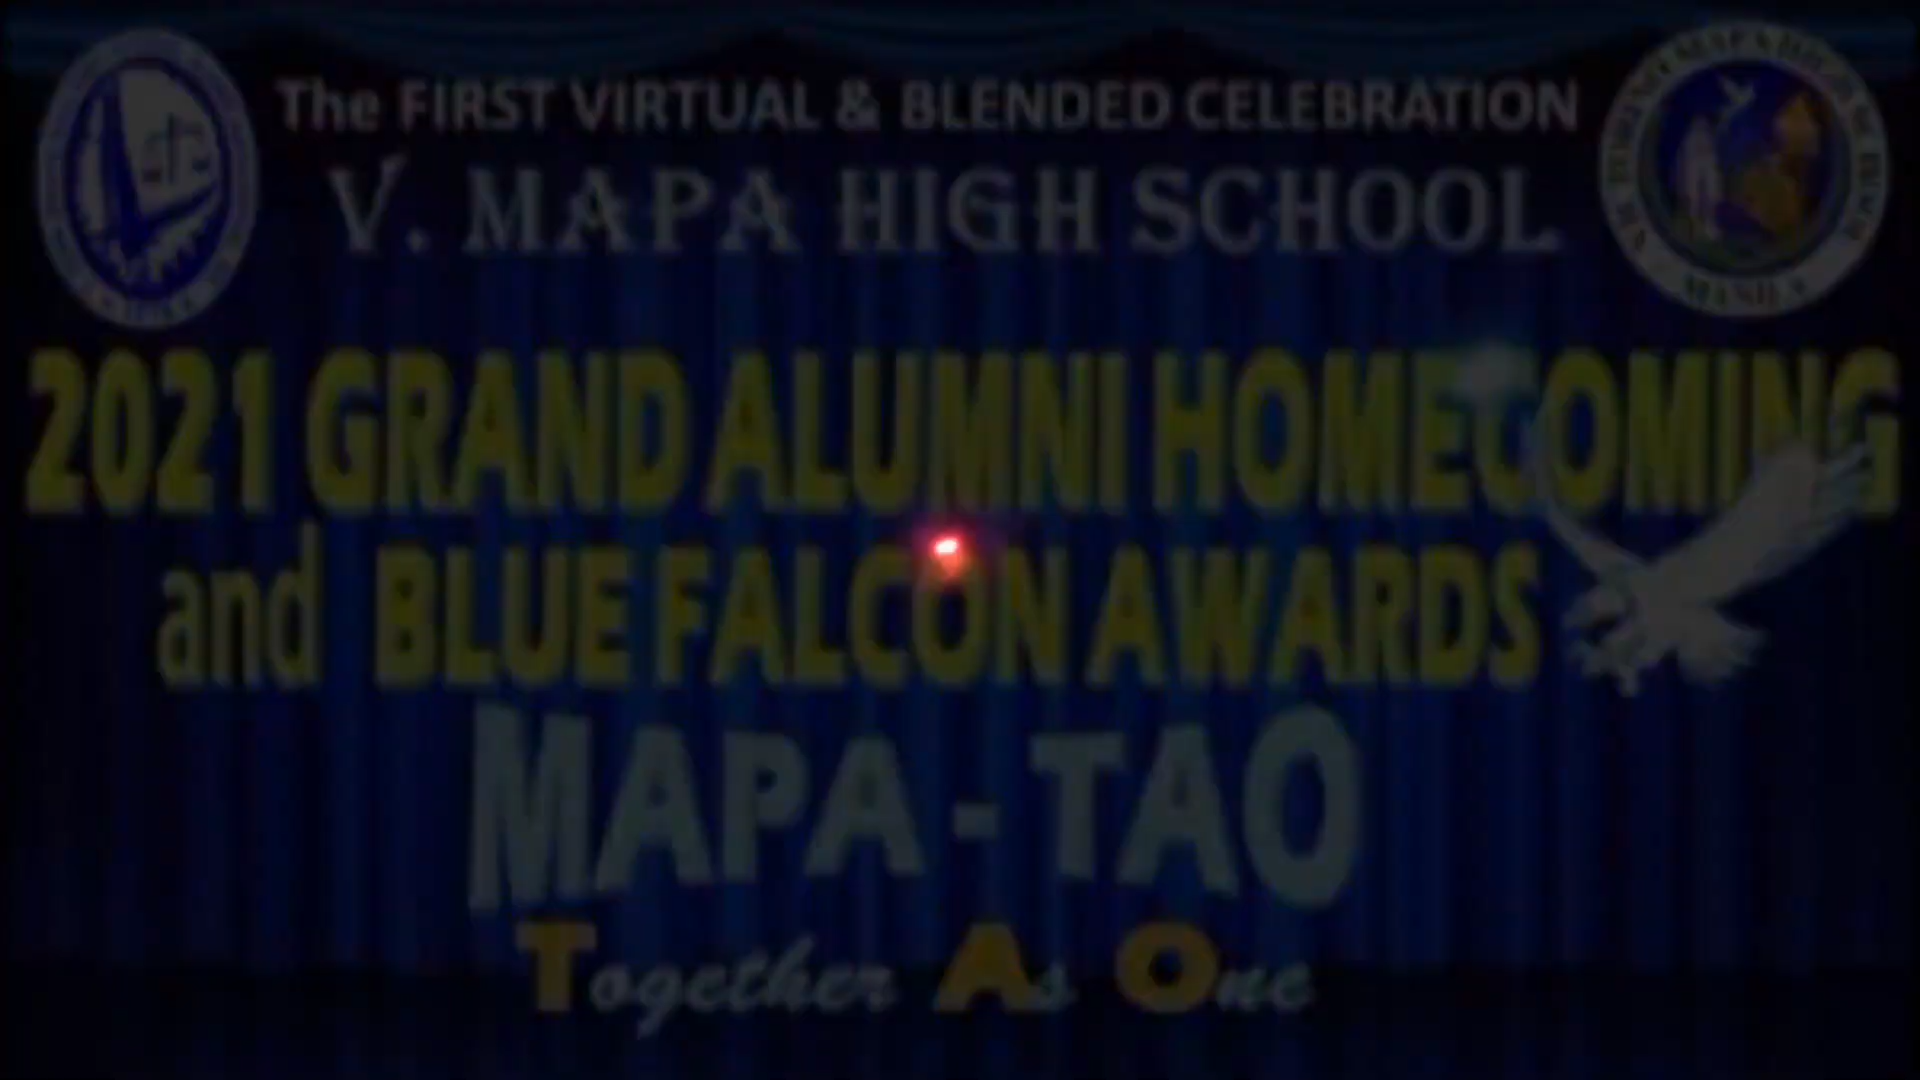 The FIRST VIRTUAL & BLENDED CELEBRATION
V. MAPA HIGH SCHOOL
2021 GRAND ALUMNI HOMECOMING
and BLUE FALCON AWARDS
MAPA - TAO
Together As One
MANILA